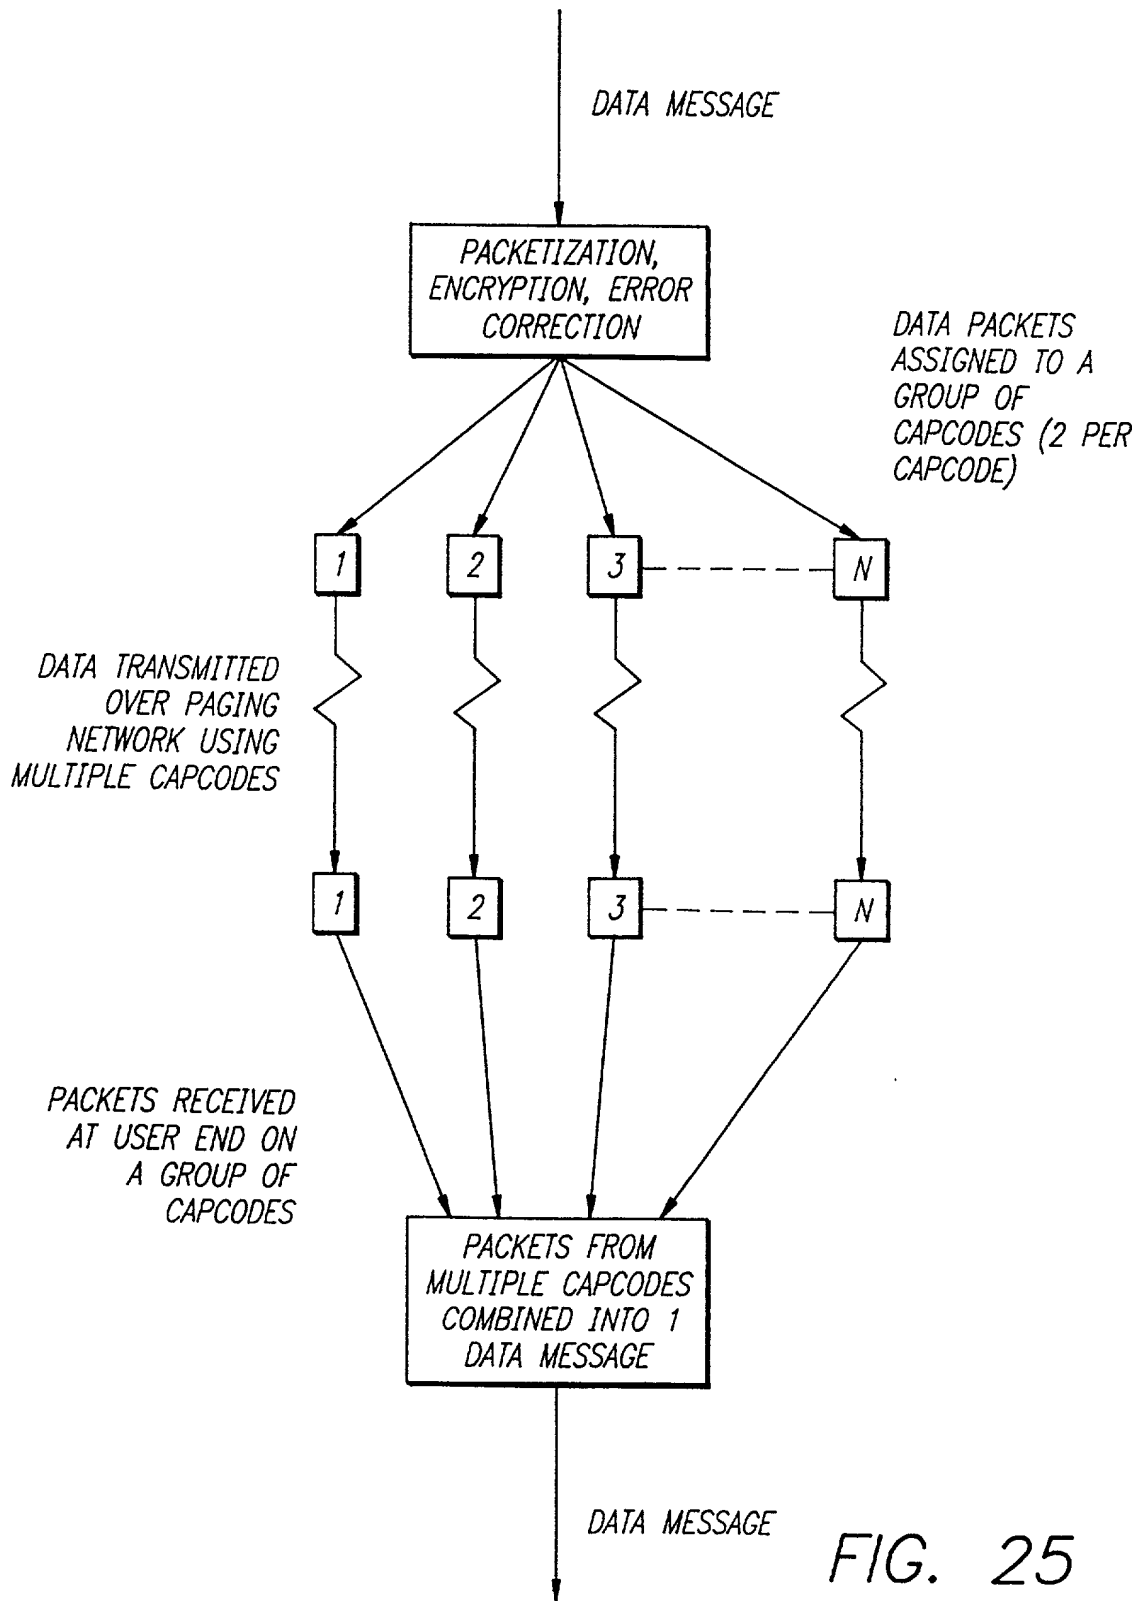 DATA MESSAGE
PACKETIZATION,
ENCRYPTION, ERROR
CORRECTION
DATA PACKETS
ASSIGNED TO A
GROUP OF
CAPCODES (2 PER
CAPCODE)
1
2
3
N
DATA TRANSMITTED
OVER PAGING
NETWORK USING
MULTIPLE CAPCODES
1
2
3
N
PACKETS RECEIVED
AT USER END ON
A GROUP OF
CAPCODES
PACKETS FROM
MULTIPLE CAPCODES
COMBINED INTO 1
DATA MESSAGE
DATA MESSAGE
FIG. 25